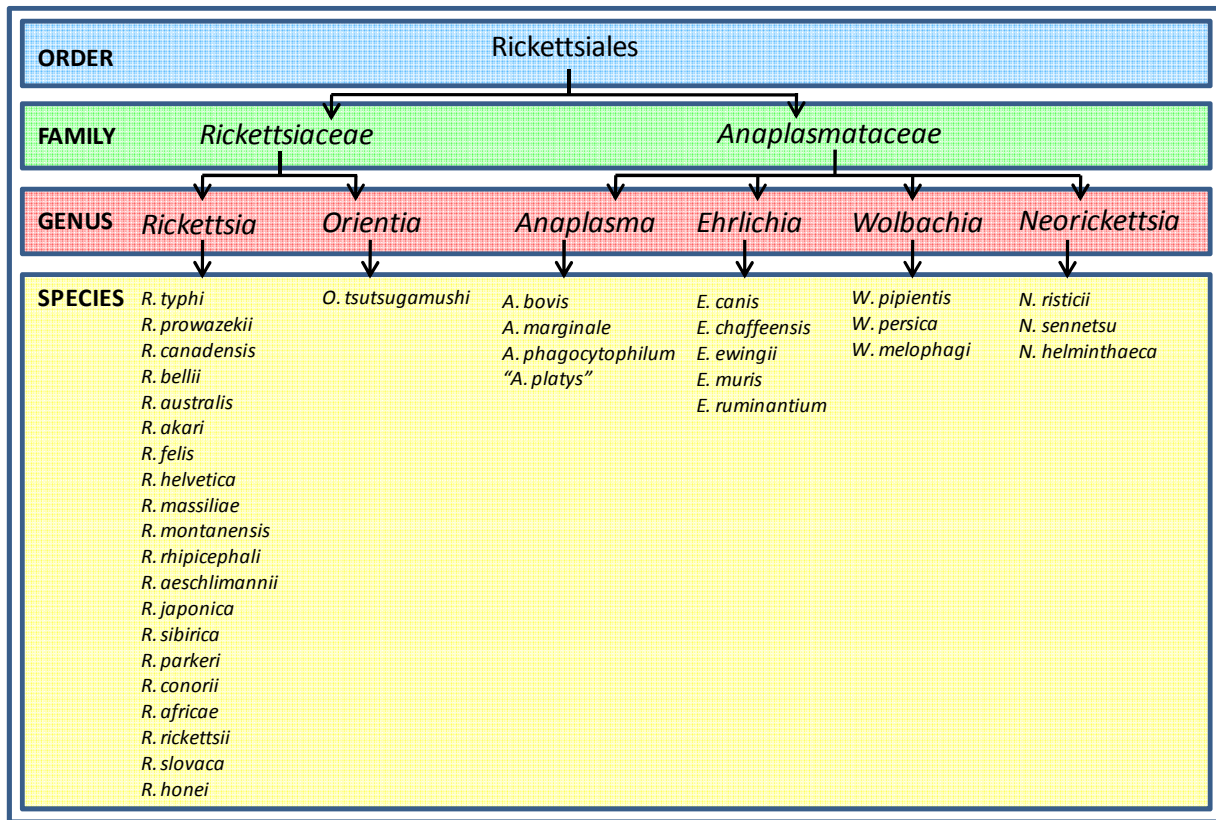 ORDER Rickettsiales
FAMILY Rickettsiaceae Anaplasmataceae
GENUS Rickettsia Orientia Anaplasma Ehrlichia Wolbachia Neorickettsia
SPECIES
R. typhi
R. prowazekii
R. canadensis
R. bellii
R. australis
R. akari
R. felis
R. helvetica
R. massiliae
R. montanensis
R. rhipicephali
R. aeschlimannii
R. japonica
R. sibirica
R. parkeri
R. conorii
R. africae
R. rickettsii
R. slovaca
R. honei
O. tsutsugamushi
A. bovis
A. marginale
A. phagocytophilum
“A. platys”
E. canis
E. chaffeensis
E. ewingii
E. muris
E. ruminantium
W. pipientis
W. persica
W. melophagi
N. risticii
N. sennetsu
N. helminthaeca